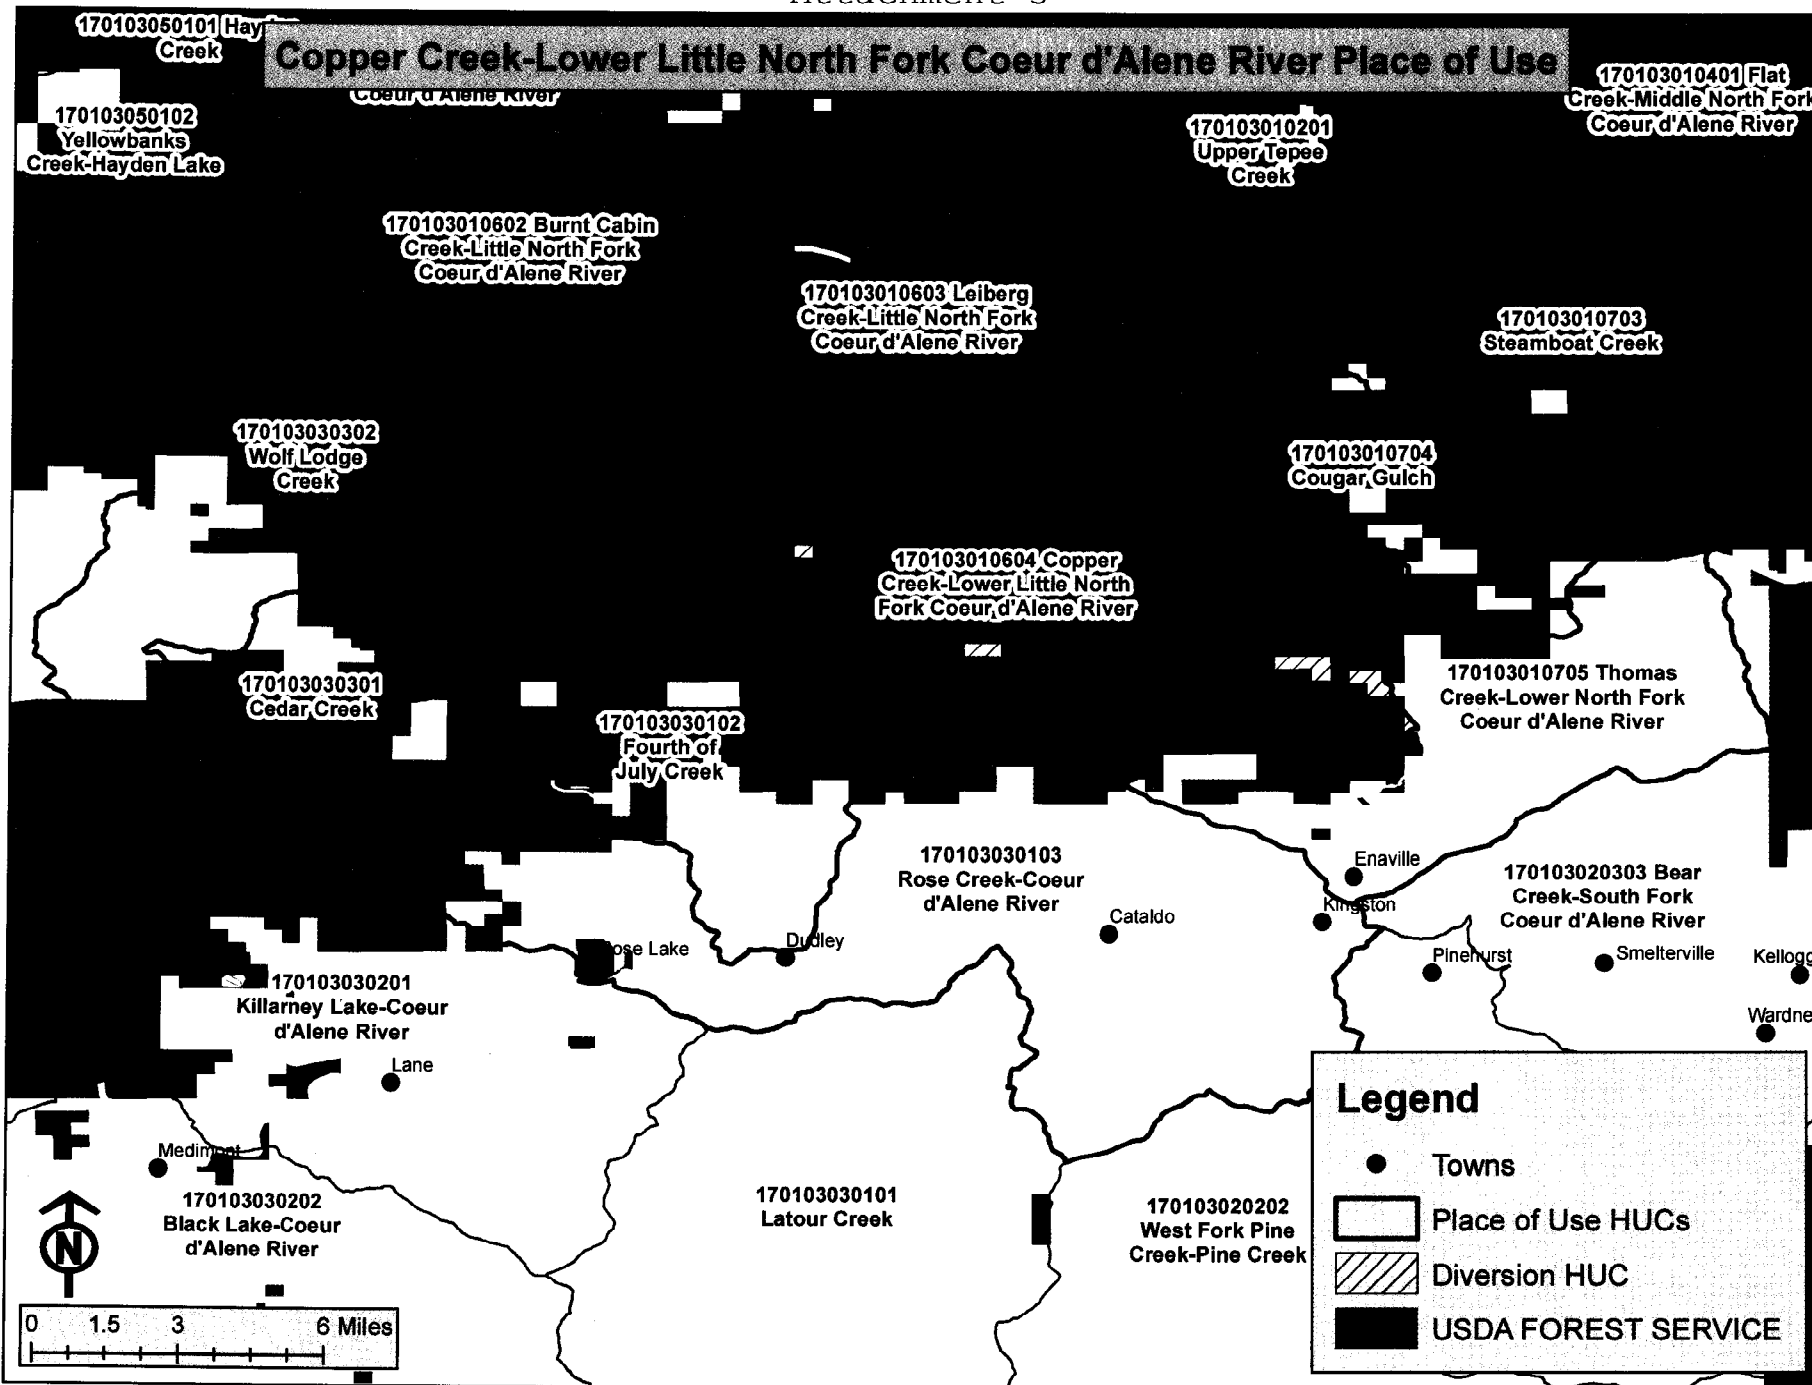 170103050101 Hay
Creek
Copper Creek-Lower Little North Fork Coeur d'Alene River Place of Use
Coeur d'Alene River
170103010401 Flat
Creek-Middle North Fork
Coeur d'Alene River
170103050102
Yellowbanks
Creek-Hayden Lake
170103010201
Upper Tepee
Creek
170103010602 Burnt Cabin
Creek-Little North Fork
Coeur d'Alene River
170103010603 Leiberg
Creek-Little North Fork
Coeur d'Alene River
170103010703
Steamboat Creek
170103030302
Wolf Lodge
Creek
170103010704
Cougar Gulch
170103010604 Copper
Creek-Lower Little North
Fork Coeur d'Alene River
170103030301
Cedar Creek
170103030102
Fourth of
July Creek
170103010705 Thomas
Creek-Lower North Fork
Coeur d'Alene River
170103030103
Rose Creek-Coeur
d'Alene River
Enaville
170103020303 Bear
Creek-South Fork
Coeur d'Alene River
Kingston
Cataldo
Dudley
ose Lake
Pinehurst
Smelterville
Kellogg
170103030201
Killarney Lake-Coeur
d'Alene River
Wardne
Lane
Medimont
170103030202
Black Lake-Coeur
d'Alene River
170103030101
Latour Creek
170103020202
West Fork Pine
Creek-Pine Creek
N
0 1.5 3 6 Miles
Legend
Towns
Place of Use HUCs
Diversion HUC
USDA FOREST SERVICE